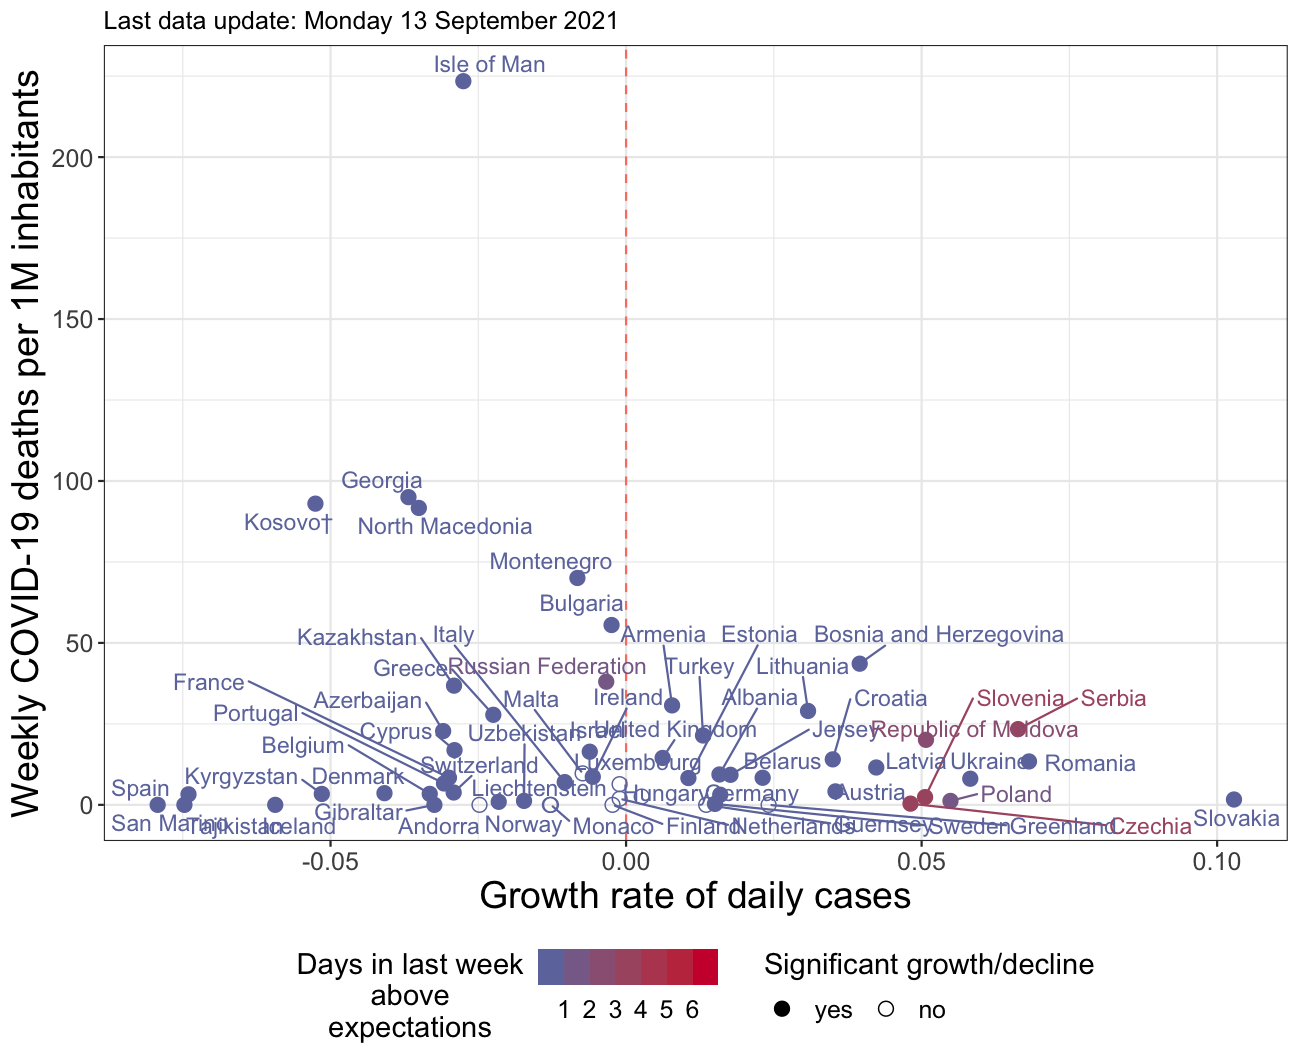 Last data update: Monday 13 September 2021
Weekly COVID-19 deaths per 1M inhabitants
200
150
100
50
0
Isle of Man
Georgia
Kosovo†
North Macedonia
Montenegro
Bulgaria
Kazakhstan
Italy
Armenia
Estonia
Bosnia and Herzegovina
Greece
Russian Federation
Turkey
Lithuania
France
Azerbaijan
Malta
Ireland
Albania
Croatia
Slovenia
Serbia
Portugal
Cyprus
Uzbekistan
Israel
United Kingdom
Jersey
Republic of Moldova
Belgium
Switzerland
Luxembourg
Belarus
Latvia
Ukraine
Romania
Kyrgyzstan
Denmark
Spain
Liechtenstein
Hungary
Germany
Austria
Poland
Gibraltar
San Marino
Tajikistan
Iceland
Andorra
Norway
Monaco
Finland
Netherlands
Guernsey
Sweden
Greenland
Czechia
Slovakia
-0.05
0.00
0.05
0.10
Growth rate of daily cases
Days in last week
above
expectations
1 2 3 4 5 6
Significant growth/decline
yes
no